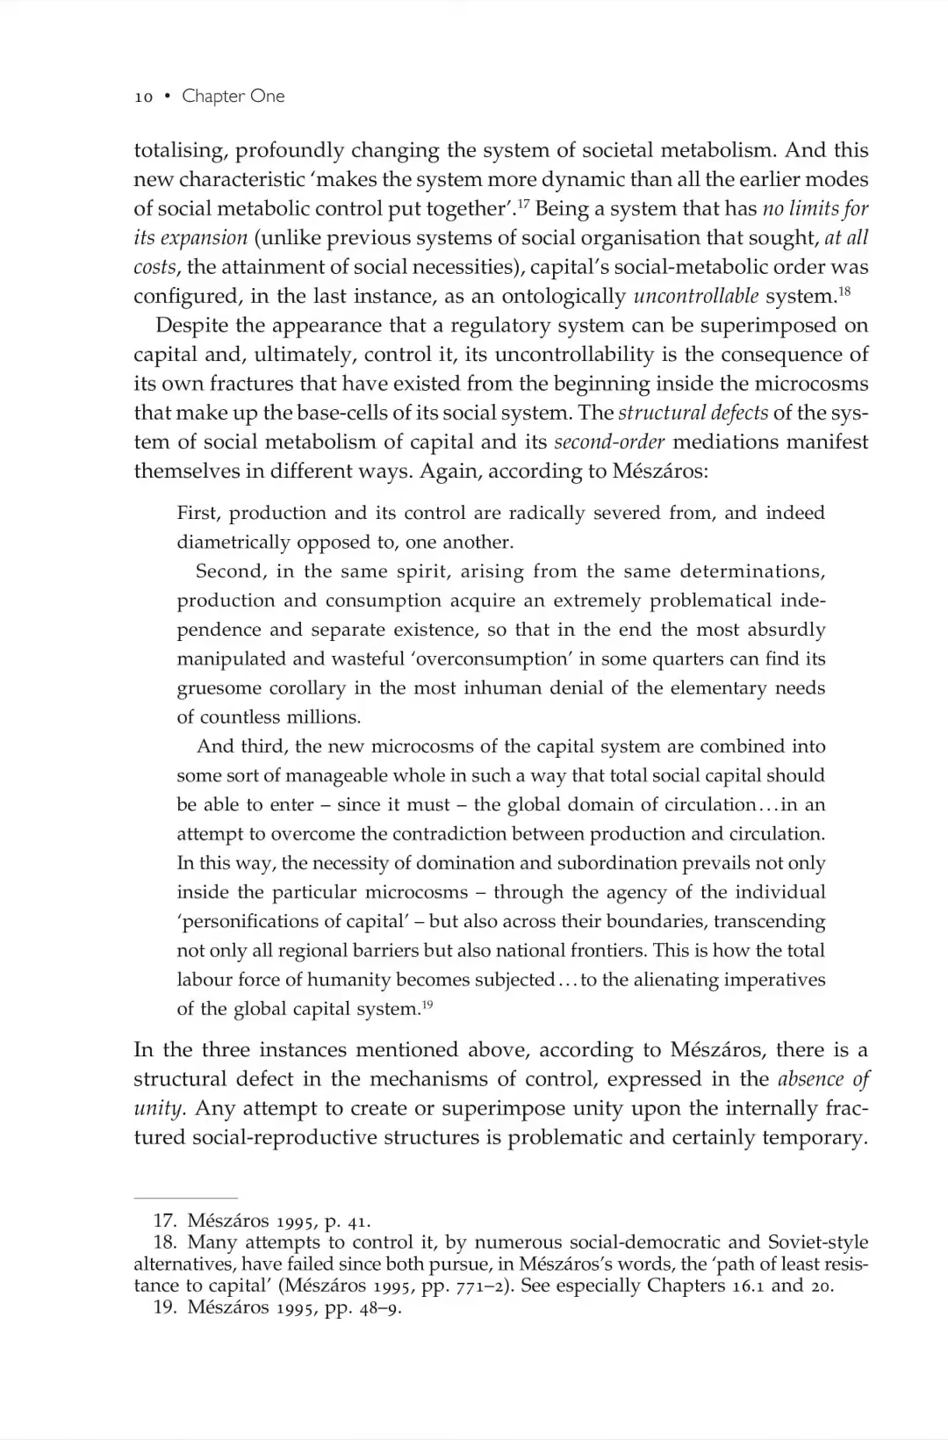 10 • Chapter One
totalising, profoundly changing the system of societal metabolism. And this
new characteristic ‘makes the system more dynamic than all the earlier modes
of social metabolic control put together’.17 Being a system that has no limits for
its expansion (unlike previous systems of social organisation that sought, at all
costs, the attainment of social necessities), capital’s social-metabolic order was
configured, in the last instance, as an ontologically uncontrollable system.18
Despite the appearance that a regulatory system can be superimposed on
capital and, ultimately, control it, its uncontrollability is the consequence of
its own fractures that have existed from the beginning inside the microcosms
that make up the base-cells of its social system. The structural defects of the sys-
tem of social metabolism of capital and its second-order mediations manifest
themselves in different ways. Again, according to Mészáros:
First, production and its control are radically severed from, and indeed
diametrically opposed to, one another.
Second, in the same spirit, arising from the same determinations,
production and consumption acquire an extremely problematical inde-
pendence and separate existence, so that in the end the most absurdly
manipulated and wasteful ‘overconsumption’ in some quarters can find its
gruesome corollary in the most inhuman denial of the elementary needs
of countless millions.
And third, the new microcosms of the capital system are combined into
some sort of manageable whole in such a way that total social capital should
be able to enter – since it must – the global domain of circulation…in an
attempt to overcome the contradiction between production and circulation.
In this way, the necessity of domination and subordination prevails not only
inside the particular microcosms – through the agency of the individual
‘personifications of capital’ – but also across their boundaries, transcending
not only all regional barriers but also national frontiers. This is how the total
labour force of humanity becomes subjected…to the alienating imperatives
of the global capital system.19
In the three instances mentioned above, according to Mészáros, there is a
structural defect in the mechanisms of control, expressed in the absence of
unity. Any attempt to create or superimpose unity upon the internally frac-
tured social-reproductive structures is problematic and certainly temporary.
17. Mészáros 1995, p. 41.
18. Many attempts to control it, by numerous social-democratic and Soviet-style
alternatives, have failed since both pursue, in Mészáros’s words, the ‘path of least resis-
tance to capital’ (Mészáros 1995, pp. 771–2). See especially Chapters 16.1 and 20.
19. Mészáros 1995, pp. 48–9.